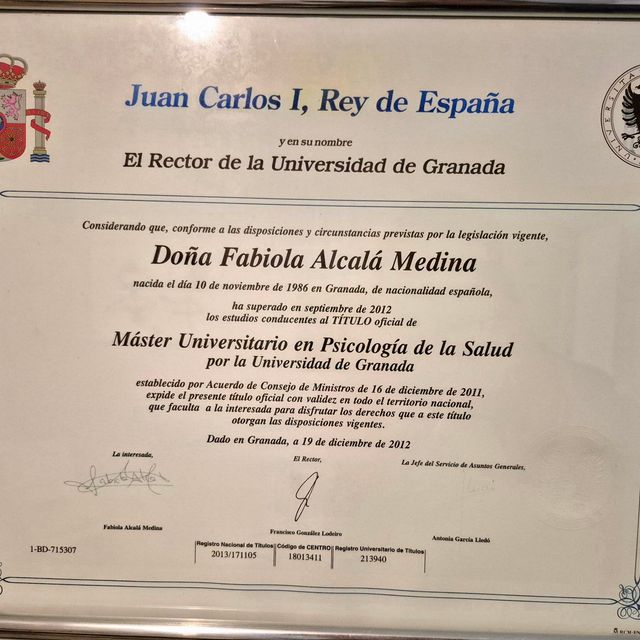 Juan Carlos I, Rey de España
y en su nombre
El Rector de la Universidad de Granada
Considerando que, conforme a las disposiciones y circunstancias previstas por la legislación vigente,
Doña Fabiola Alcalá Medina
nacida el día 10 de noviembre de 1986 en Granada, de nacionalidad española,
ha superado en septiembre de 2012
los estudios conducentes al TÍTULO oficial de
Máster Universitario en Psicología de la Salud
por la Universidad de Granada
establecido por Acuerdo de Consejo de Ministros de 16 de diciembre de 2011,
expide el presente título oficial con validez en todo el territorio nacional,
que faculta a la interesada para disfrutar los derechos que a este título
otorgan las disposiciones vigentes.
Dado en Granada, a 19 de diciembre de 2012
La interesada,
El Rector,
La Jefe del Servicio de Asuntos Generales,
Fabiola Alcalá Medina
Francisco González Lodeiro
Antonia García Lledó
1-BD-715307
Registro Nacional de Títulos
2013/171105
Código de CENTRO
18013411
Registro Universitario de Títulos
213940